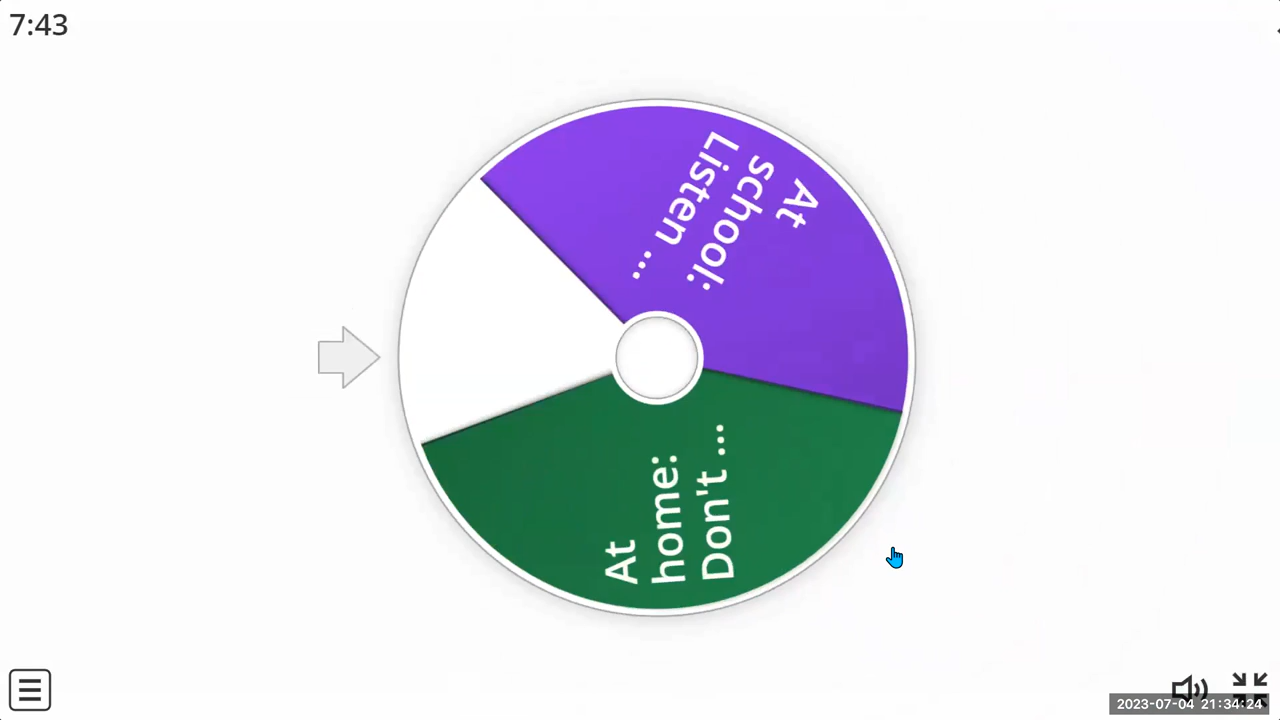 7:43
At
school:
Listen ...
At
home:
Don't ...
2023-07-04 21:34:24